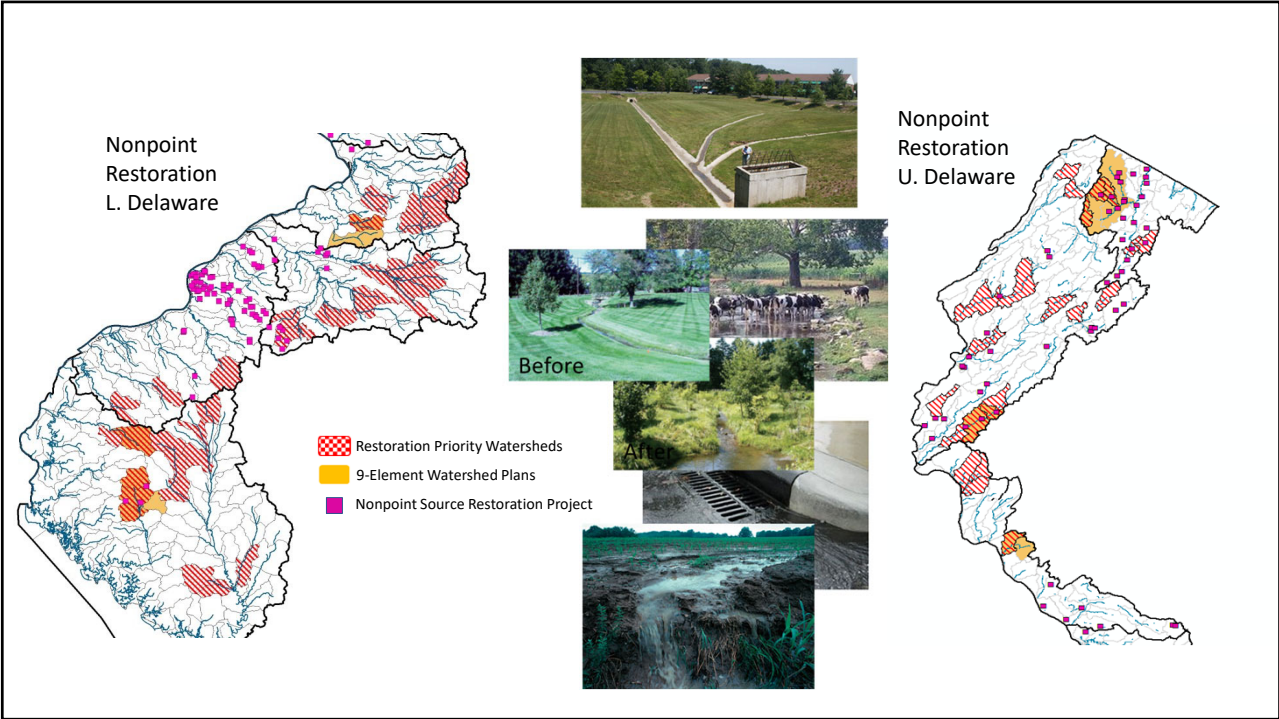 Nonpoint
Restoration
L. Delaware
Nonpoint
Restoration
U. Delaware
Before
After
Restoration Priority Watersheds
9-Element Watershed Plans
Nonpoint Source Restoration Project